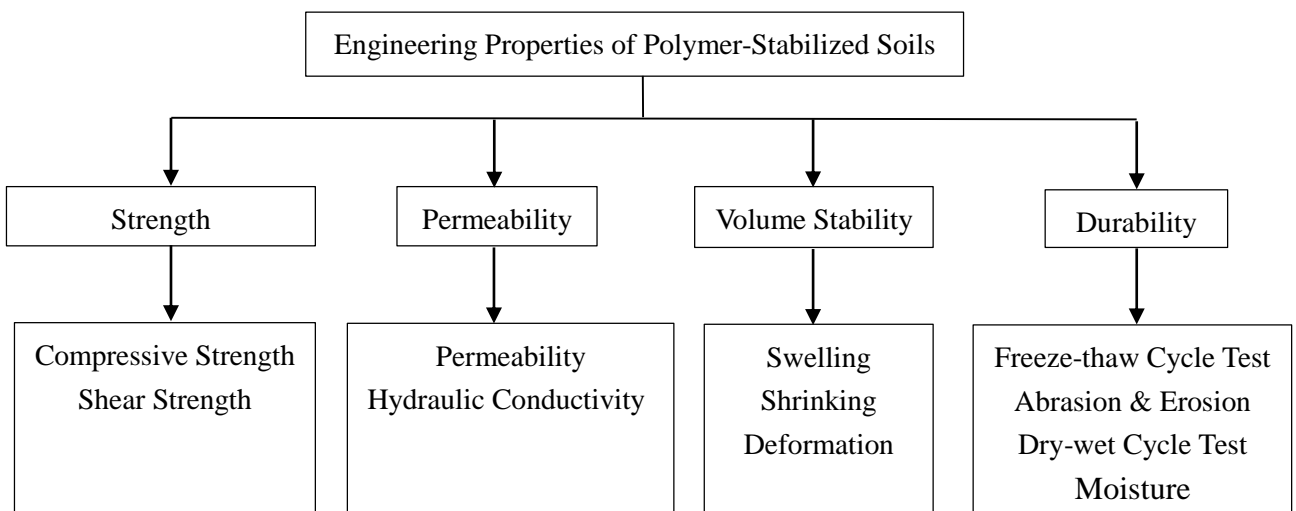 Engineering Properties of Polymer-Stabilized Soils
Strength
Permeability
Volume Stability
Durability
Compressive Strength
Shear Strength
Permeability
Hydraulic Conductivity
Swelling
Shrinking
Deformation
Freeze-thaw Cycle Test
Abrasion & Erosion
Dry-wet Cycle Test
Moisture